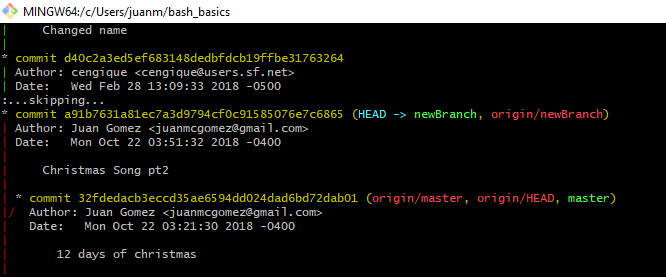 MINGW64:/c/Users/juanm/bash_basics
|     Changed name
|
* commit d40c2a3ed5ef683148dedbfdcb19ffbe31763264
| Author: cengique <cengique@users.sf.net>
| Date:   Wed Feb 28 13:09:33 2018 -0500
:...skipping...
* commit a91b7631a81ec7a3d9794cf0c91585076e7c6865 (HEAD -> newBranch, origin/newBranch)
| Author: Juan Gomez <juanmcgomez@gmail.com>
| Date:   Mon Oct 22 03:51:32 2018 -0400
|
|     Christmas Song pt2
|
| * commit 32fdedacb3eccd35ae6594dd024dad6bd72dab01 (origin/master, origin/HEAD, master)
|/  Author: Juan Gomez <juanmcgomez@gmail.com>
|   Date:   Mon Oct 22 03:21:30 2018 -0400
|
|       12 days of christmas
|